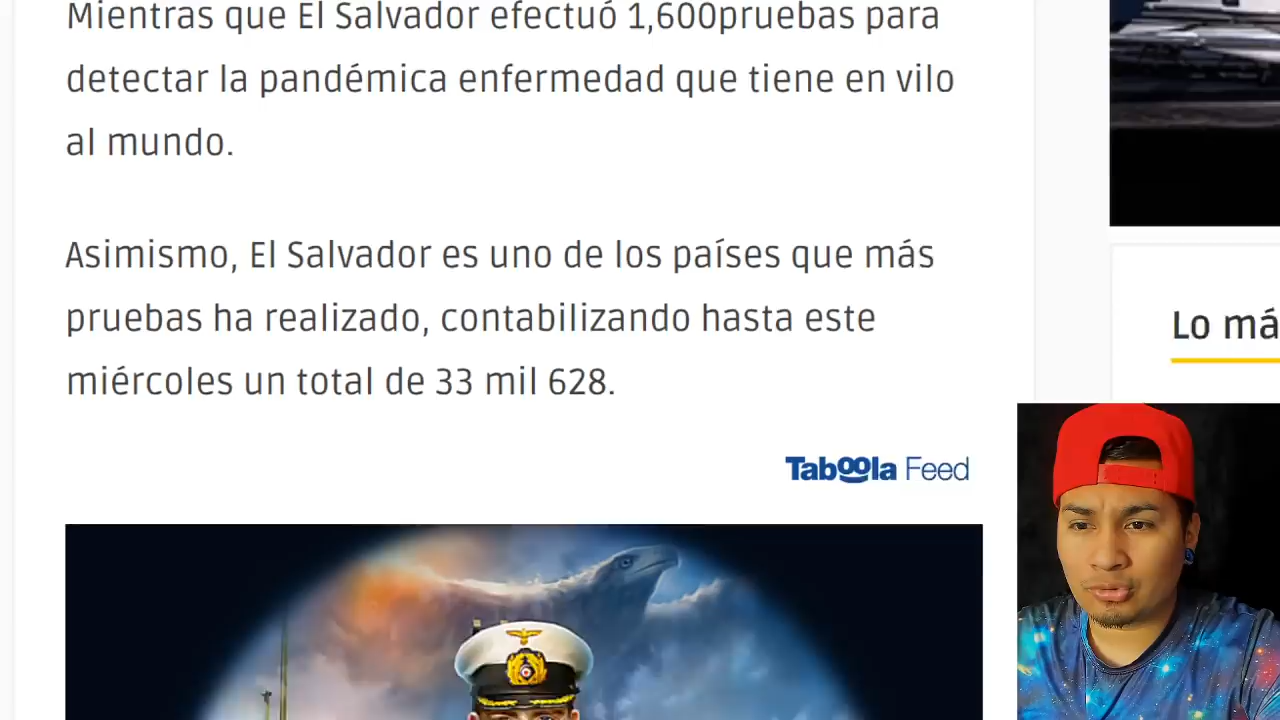 Mientras que El Salvador efectuó 1,600pruebas para
detectar la pandémica enfermedad que tiene en vilo
al mundo.
Asimismo, El Salvador es uno de los países que más
pruebas ha realizado, contabilizando hasta este
miércoles un total de 33 mil 628.
Lo má
Taboola Feed